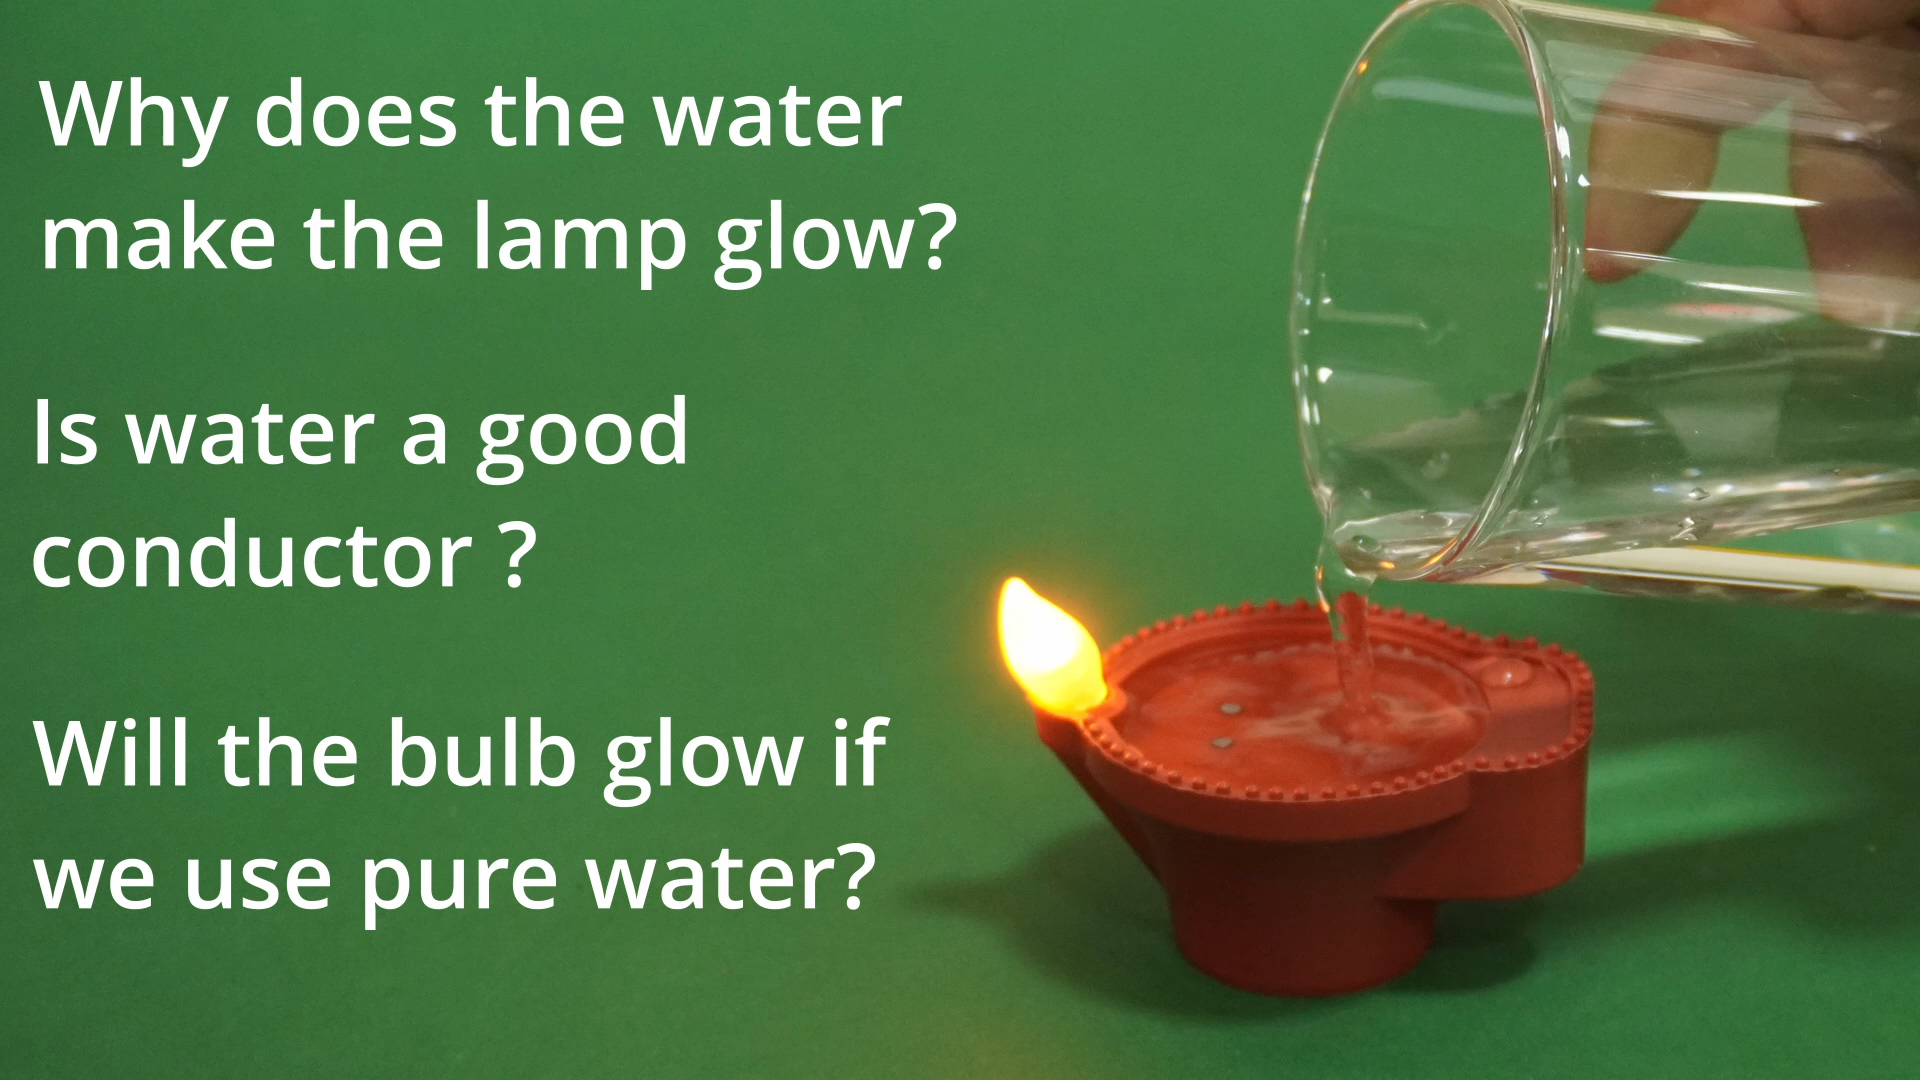 Why does the water
make the lamp glow?
Is water a good
conductor ?
Will the bulb glow if
we use pure water?